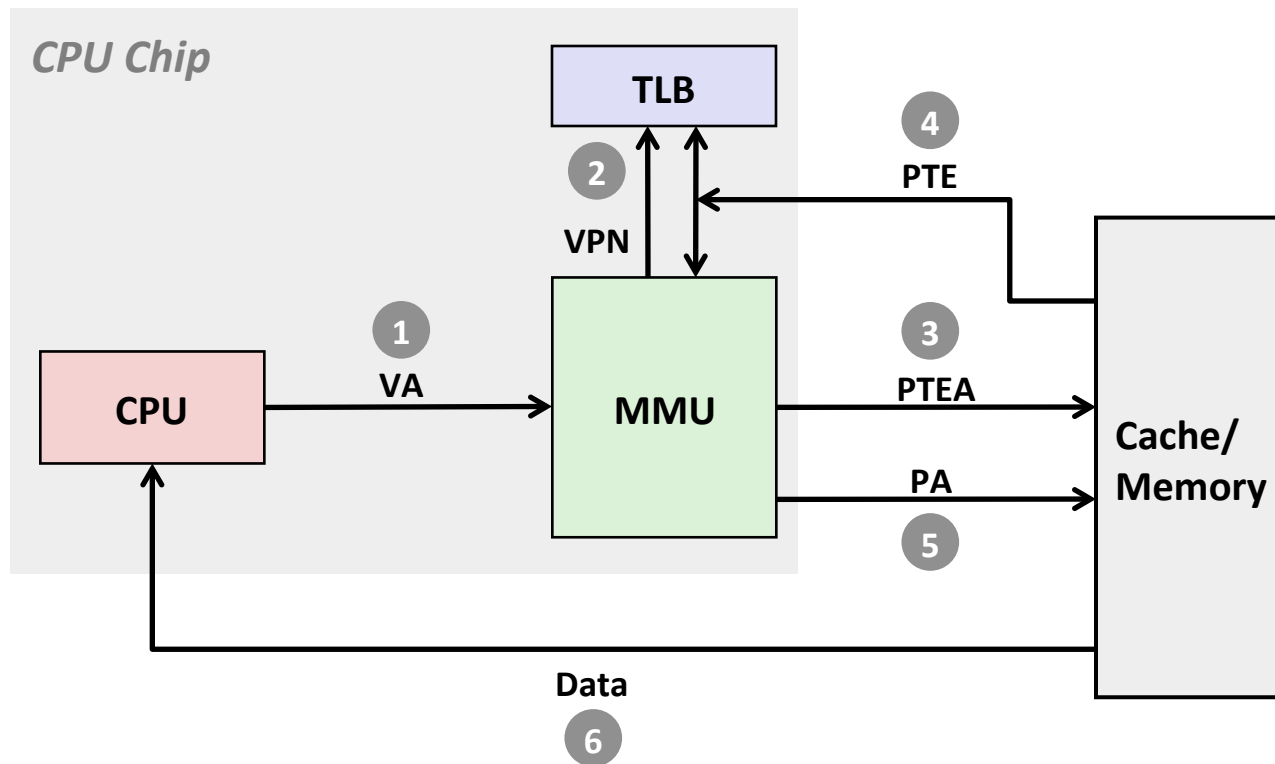 CPU Chip
TLB
4
PTE
2
VPN
1
VA
3
PTEA
CPU
MMU
Cache/
Memory
PA
5
Data
6